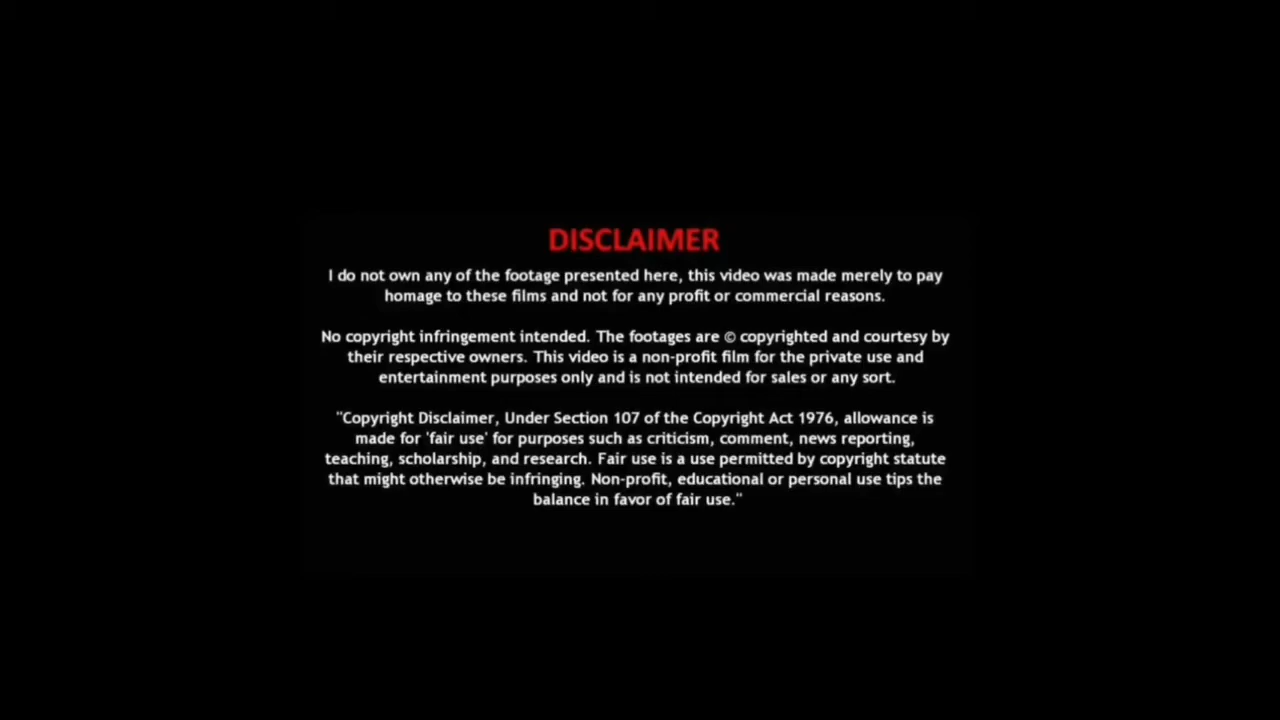 DISCLAIMER
I do not own any of the footage presented here, this video was made merely to pay
homage to these films and not for any profit or commercial reasons.
No copyright infringement intended. The footages are © copyrighted and courtesy by
their respective owners. This video is a non-profit film for the private use and
entertainment purposes only and is not intended for sales or any sort.
"Copyright Disclaimer, Under Section 107 of the Copyright Act 1976, allowance is
made for 'fair use' for purposes such as criticism, comment, news reporting,
teaching, scholarship, and research. Fair use is a use permitted by copyright statute
that might otherwise be infringing. Non-profit, educational or personal use tips the
balance in favor of fair use."